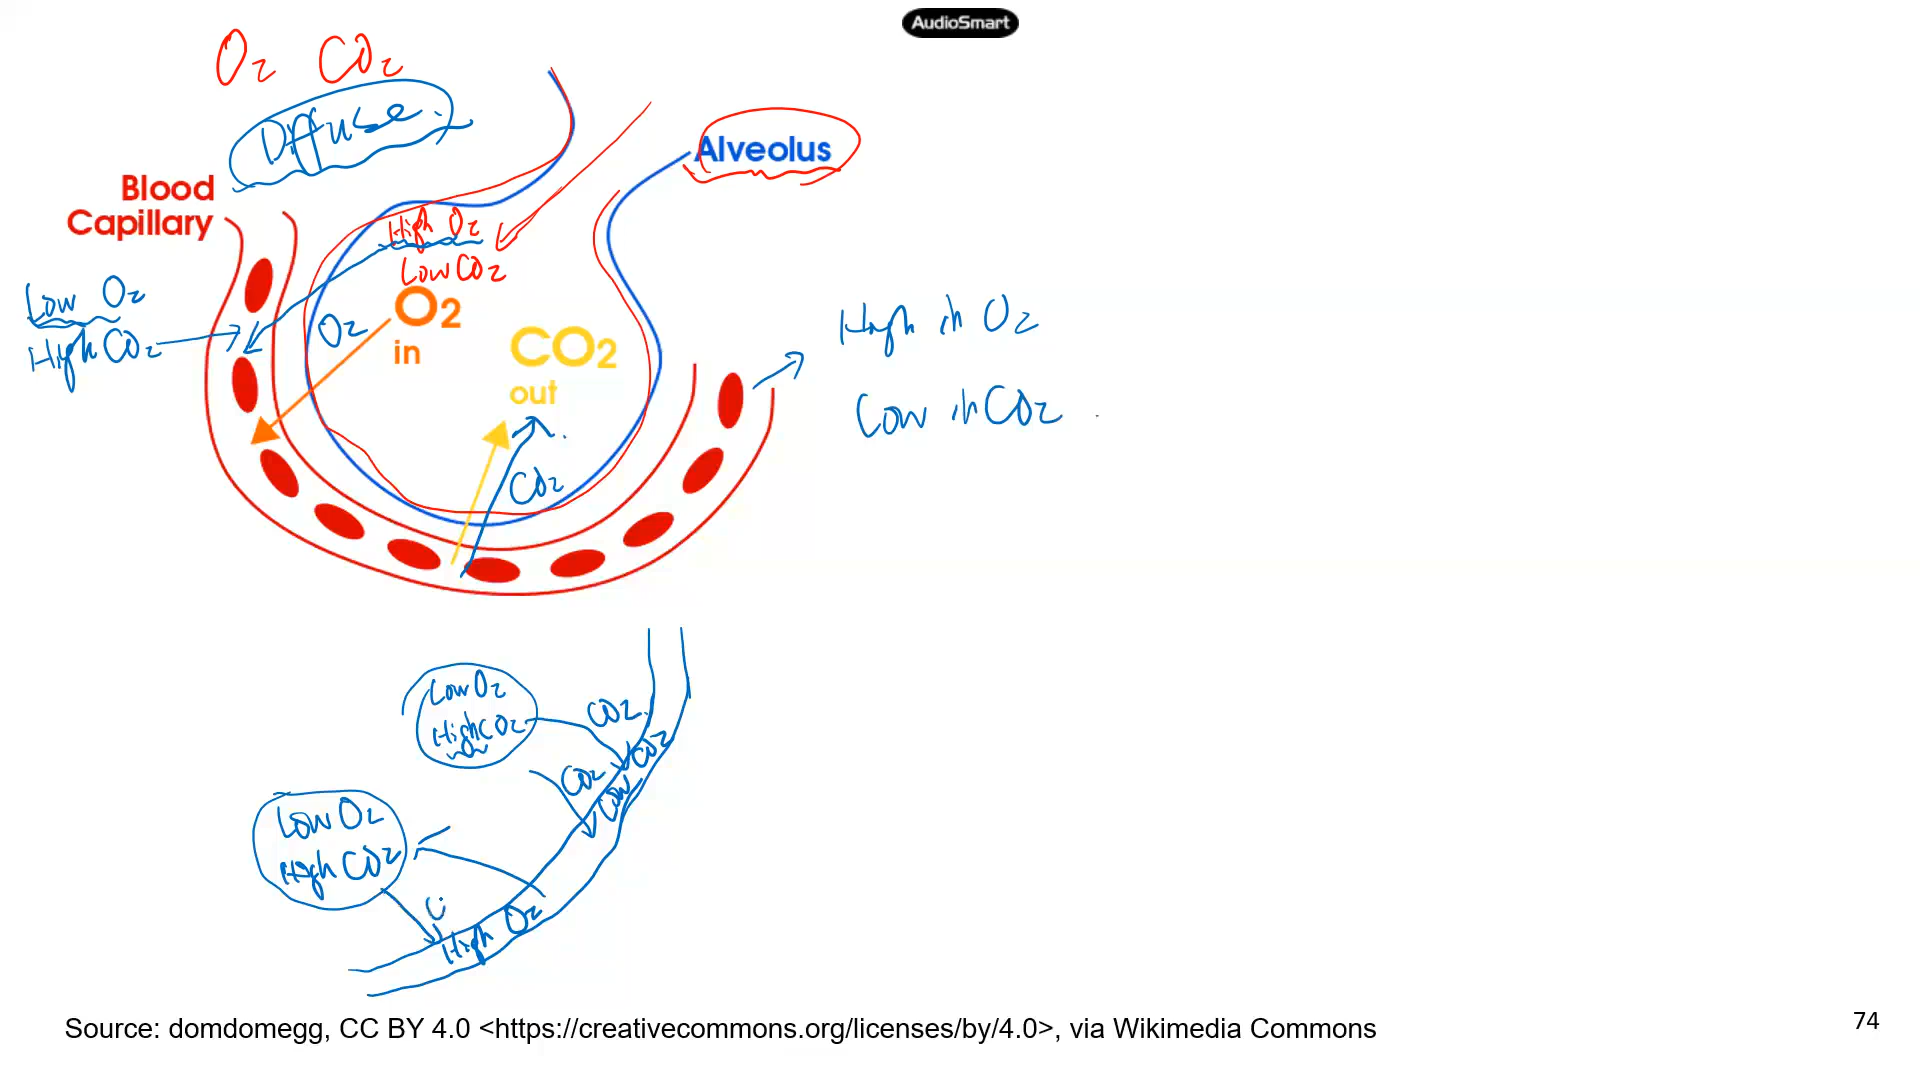 AudioSmart
O2 CO2
Diffuse.
Alveolus
Blood
Capillary
High O2
Low CO2
Low O2
High CO2
O2
O2
in
CO2
out
CO2
High in O2
Low in CO2
Low O2
High CO2
CO2
CO2
CO2
Low
Low O2
High CO2
C
High O2
Source: domdomegg, CC BY 4.0 <https://creativecommons.org/licenses/by/4.0>, via Wikimedia Commons
74